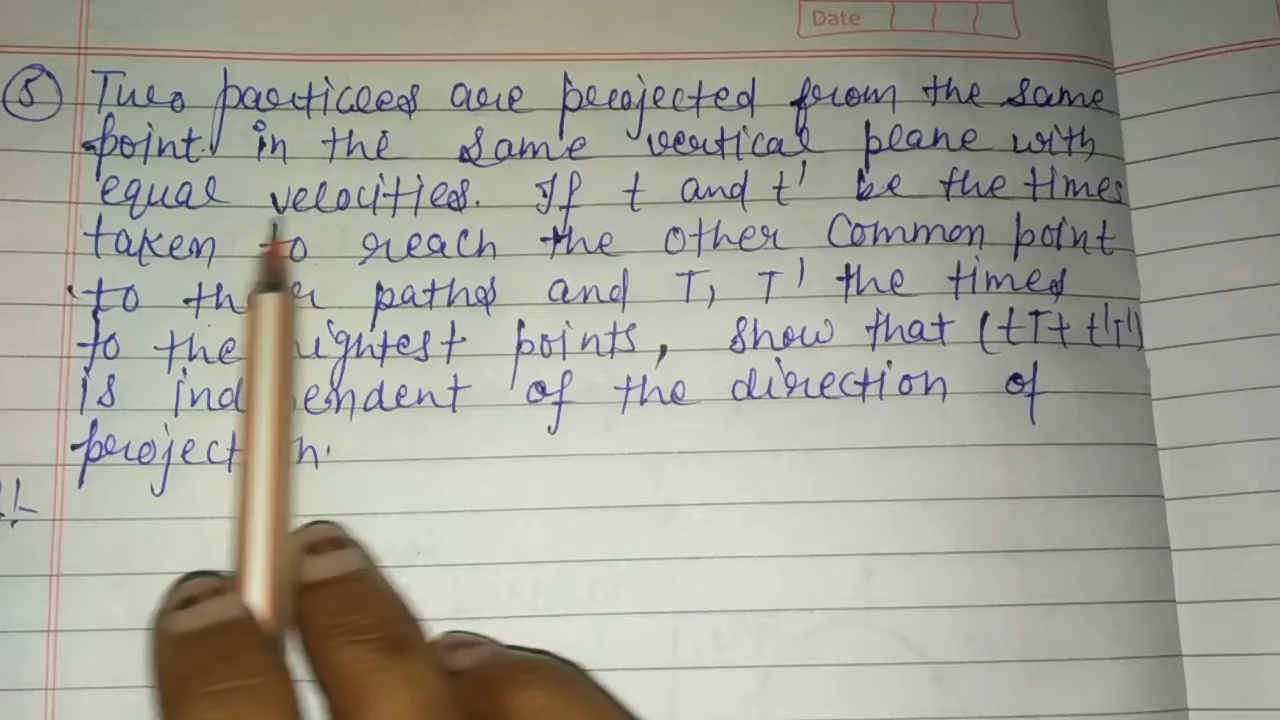 Date
5 Two particles are projected from the same
point in the same vertical plane with
equal velocities. If t and t' be the times
taken to reach the other common point
to paths and T, T' the times
to the points, show that (tT+t'T')
is of the direction of